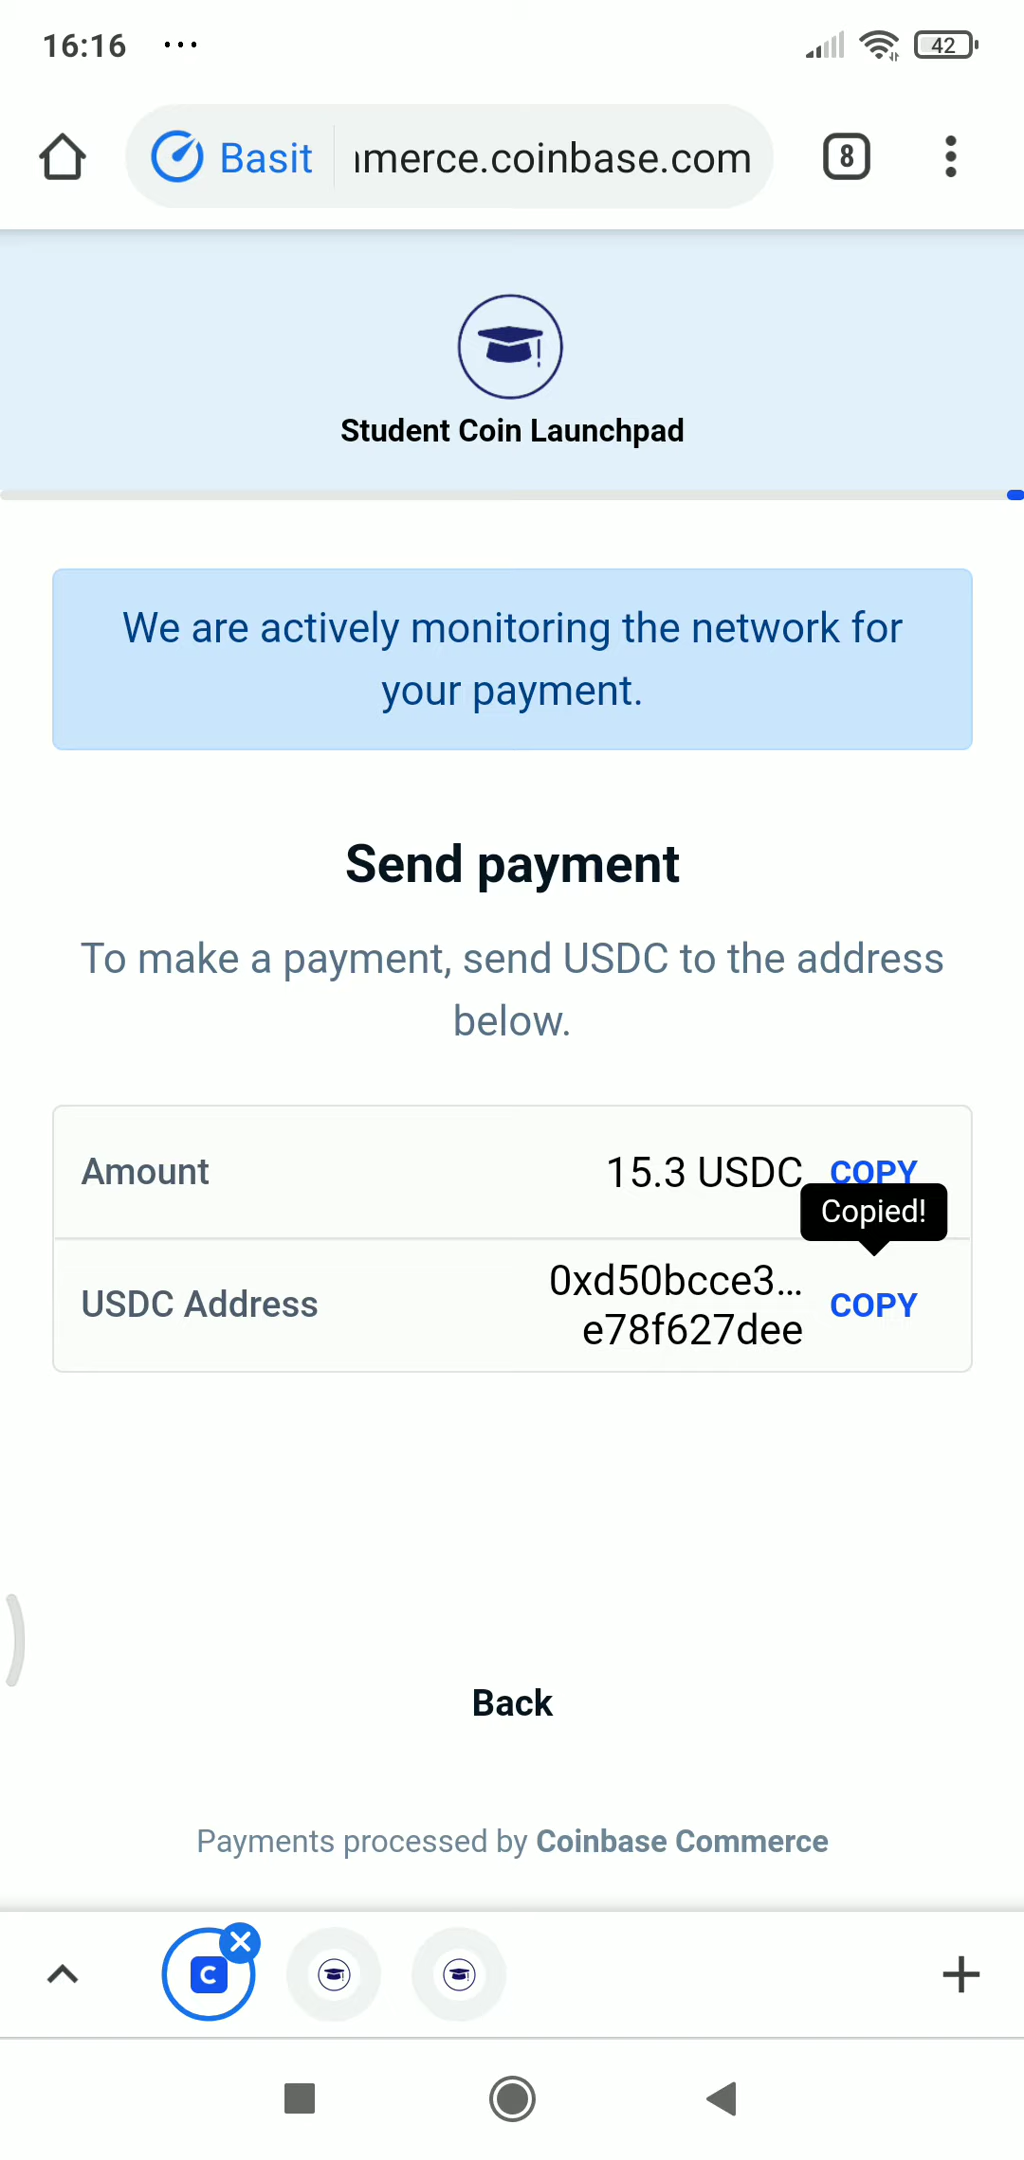 16:16 ...
42
Basit
merce.coinbase.com
8
Student Coin Launchpad
We are actively monitoring the network for
your payment.
Send payment
To make a payment, send USDC to the address
below.
Amount
15.3 USDC
COPY
Copied!
USDC Address
0xd50bcce3...
e78f627dee
COPY
Back
Payments processed by Coinbase Commerce
C